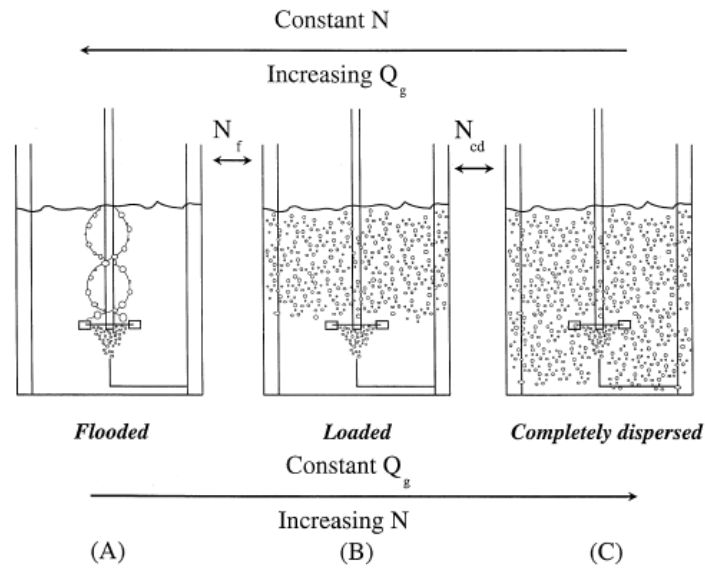 Constant N
Increasing Q_g
N_f
N_cd
Flooded
Loaded
Completely dispersed
Constant Q_g
Increasing N
(A)
(B)
(C)